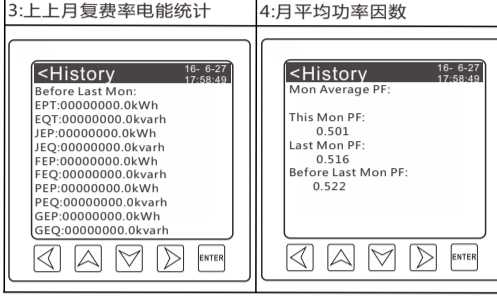 3:上上月复费率电能统计
<History
16- 6-27
17:58:49
Before Last Mon:
EPT:00000000.0kWh
EQT:00000000.0kvarh
JEP:00000000.0kWh
JEQ:00000000.0kvarh
FEP:00000000.0kWh
FEQ:00000000.0kvarh
PEP:00000000.0kWh
PEQ:00000000.0kvarh
GEP:00000000.0kWh
GEQ:00000000.0kvarh
ENTER
4:月平均功率因数
<History
16- 6-27
17:58:49
Mon Average PF:
This Mon PF:
0.501
Last Mon PF:
0.516
Before Last Mon PF:
0.522
ENTER